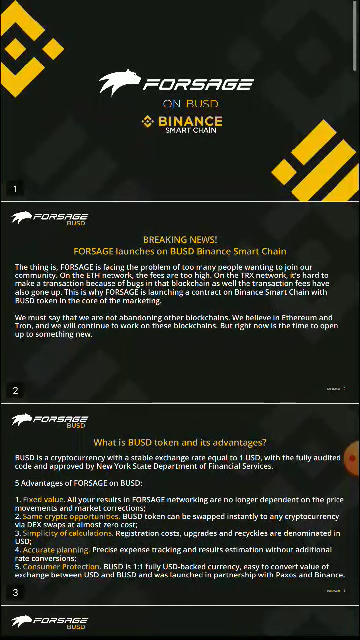 FORSAGE
ON BUSD
BINANCE
SMART CHAIN
1
FORSAGE
BUSD
BREAKING NEWS!
FORSAGE launches on BUSD Binance Smart Chain
The thing is, FORSAGE is facing the problem of too many people wanting to join our
community. On the ETH network, the fees are too high. On the TRX network, it's hard to
make a transaction because of bugs in that blockchain as well the transaction fees have
also gone up. This is why FORSAGE is launching a contract on Binance Smart Chain with
BUSD token in the core of the marketing.
We must say that we are not abandoning other blockchains. We believe in Ethereum and
Tron, and we will continue to work on these blockchains. But right now is the time to open
up to something new.
2
FORSAGE
BUSD
What is BUSD token and its advantages?
BUSD is a cryptocurrency with a stable exchange rate equal to 1 USD, with the fully audited
code and approved by New York State Department of Financial Services.
5 Advantages of FORSAGE on BUSD:
1. Fixed value. All your results in FORSAGE networking are no longer dependent on the price
movements and market corrections;
2. Same crypto opportunities. BUSD token can be swapped instantly to any cryptocurrency
via DEX swaps at almost zero cost;
3. Simplicity of calculations. Registration costs, upgrades and recyckles are denominated in
USD;
4. Accurate planning. Precise expense tracking and results estimation without additional
rate conversions;
5. Consumer Protection. BUSD is 1:1 fully USD-backed currency, easy to convert value of
exchange between USD and BUSD and was launched in partnership with Paxos and Binance.
3
FORSAGE
BUSD